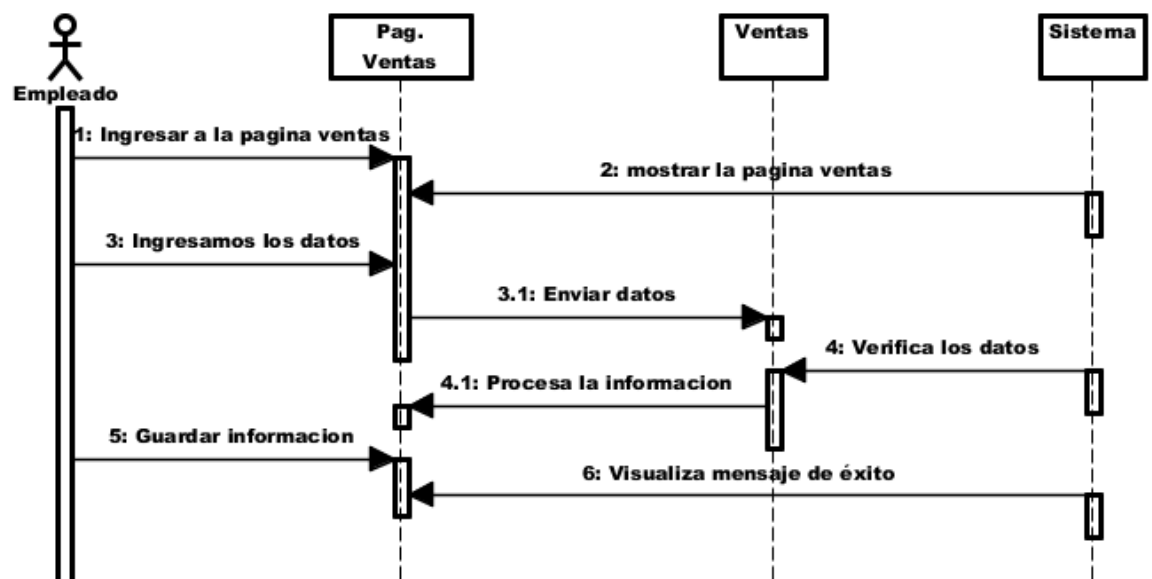 Pag.
Ventas
Ventas
Sistema
Empleado
1: Ingresar a la pagina ventas
2: mostrar la pagina ventas
3: Ingresamos los datos
3.1: Enviar datos
4: Verifica los datos
4.1: Procesa la informacion
5: Guardar informacion
6: Visualiza mensaje de éxito